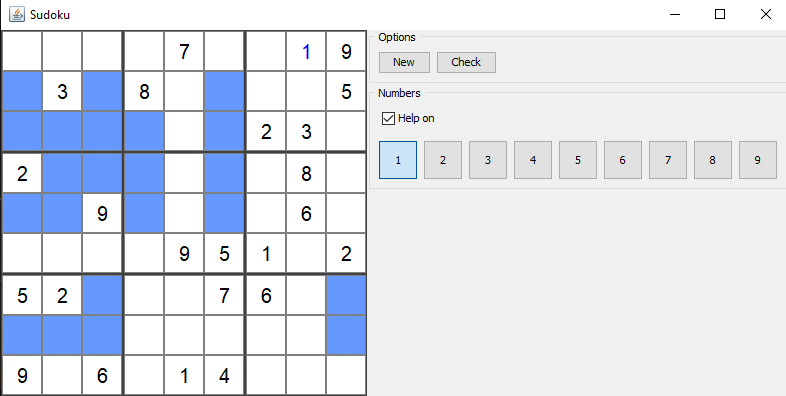 Sudoku
7 1 9
3 8 5
2 3
2 8
9 6
9 5 1 2
5 2 7 6
9 6 1 4
Options
New Check
Numbers
Help on
1 2 3 4 5 6 7 8 9